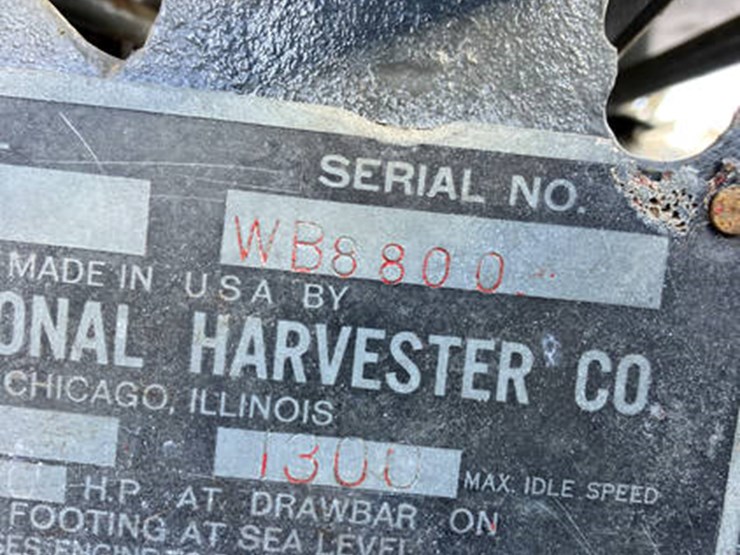 SERIAL NO.
WB8800
MADE IN USA BY
ONAL HARVESTER CO.
CHICAGO, ILLINOIS
1300 MAX. IDLE SPEED
H.P. AT DRAWBAR ON
FOOTING AT SEA LEVEL